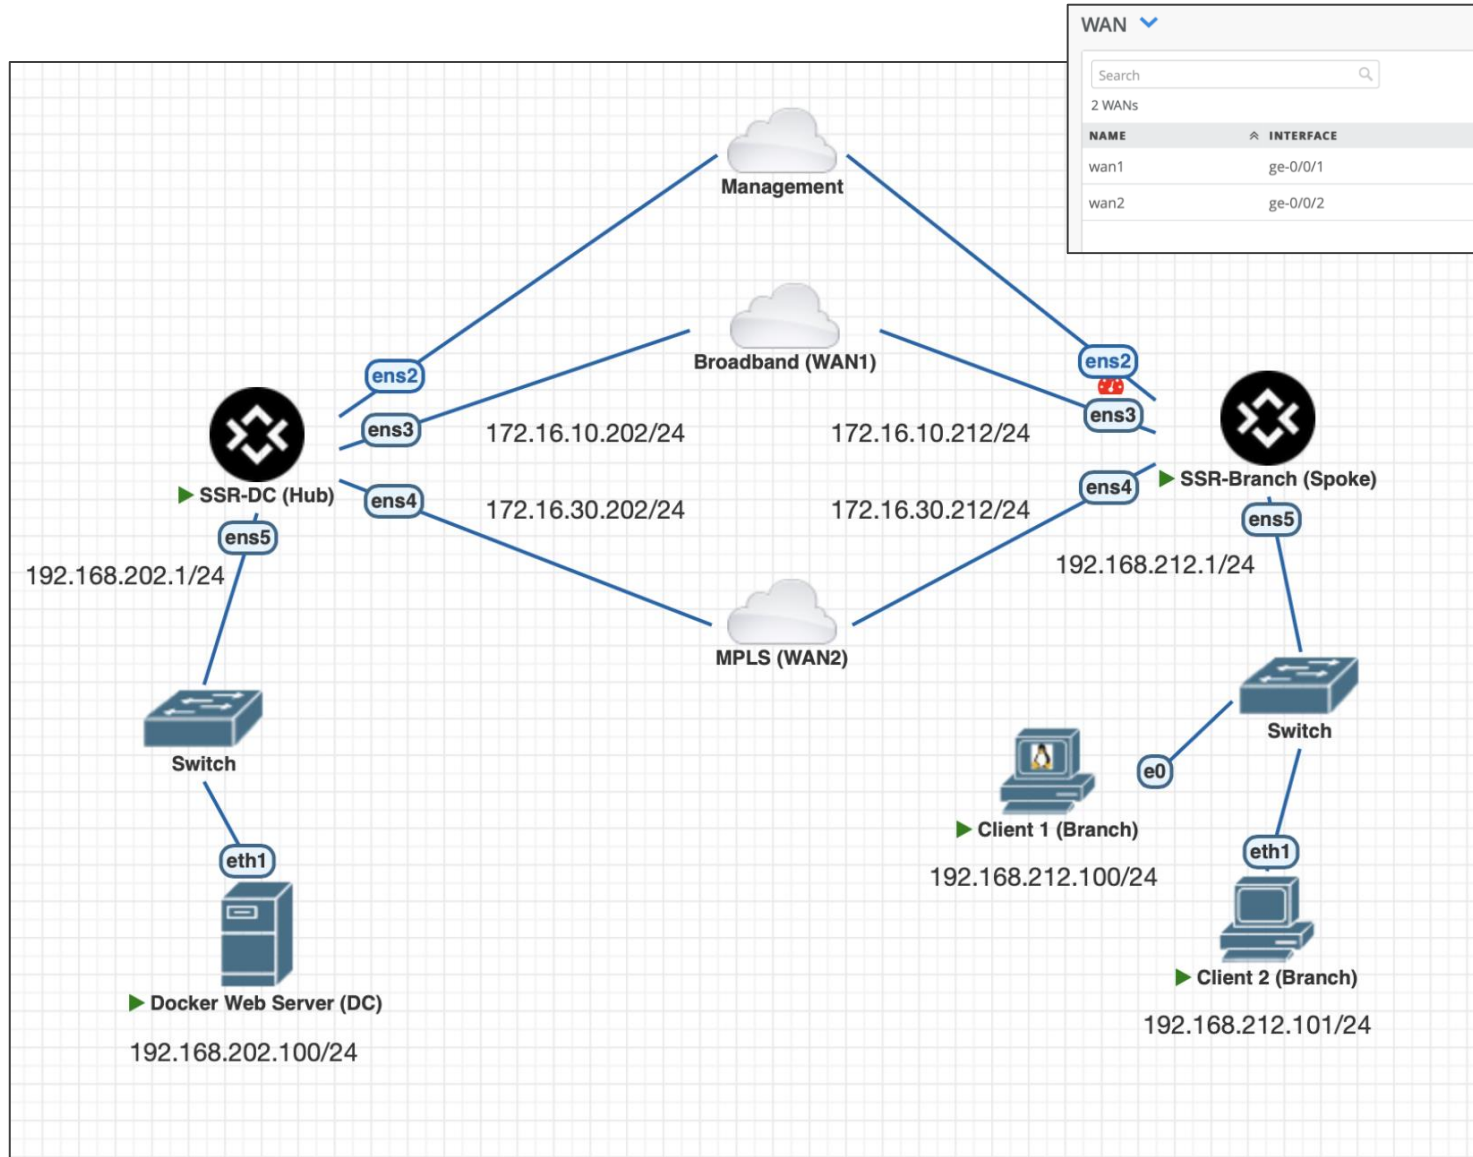 WAN
Search
2 WANs
NAME INTERFACE
wan1 ge-0/0/1
wan2 ge-0/0/2
Management
ens2
ens2
Broadband (WAN1)
ens3
ens3
172.16.10.202/24
172.16.10.212/24
SSR-DC (Hub)
SSR-Branch (Spoke)
ens4
ens4
172.16.30.202/24
172.16.30.212/24
ens5
ens5
192.168.202.1/24
192.168.212.1/24
MPLS (WAN2)
Switch
Switch
e0
Client 1 (Branch)
192.168.212.100/24
eth1
eth1
Docker Web Server (DC)
192.168.202.100/24
Client 2 (Branch)
192.168.212.101/24